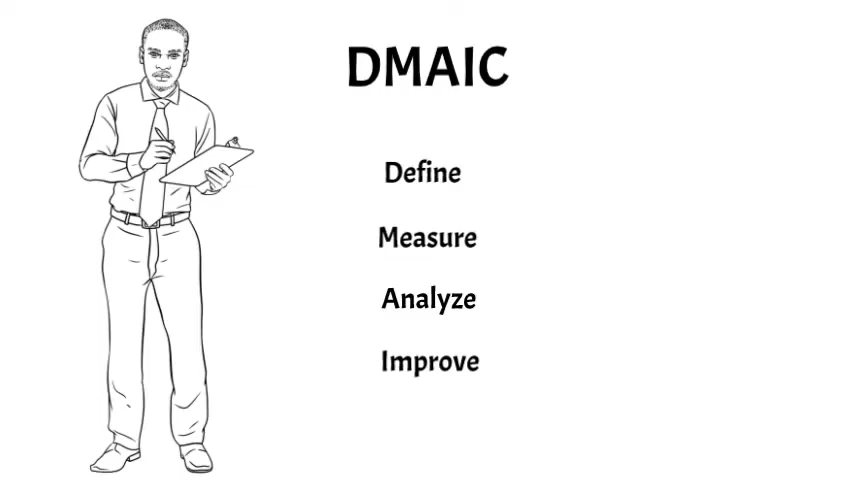 DMAIC
Define
Measure
Analyze
Improve